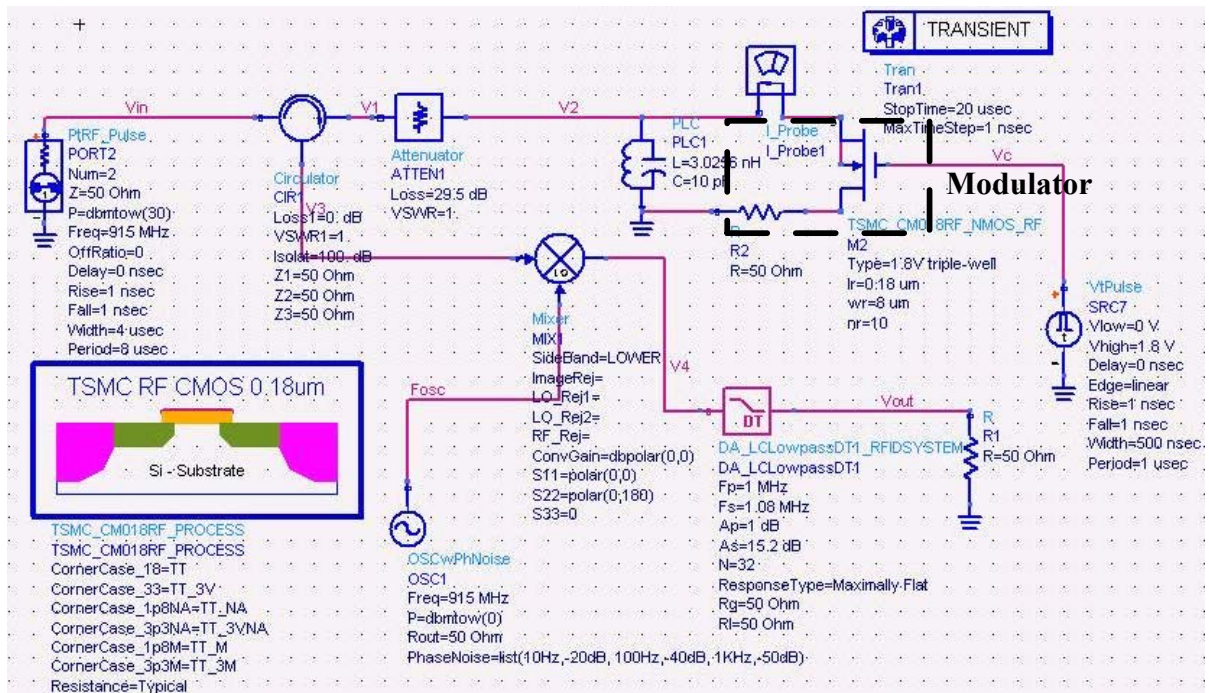 TRANSIENT
Tran
Tran1
StopTime=20 usec
MaxTimeStep=1 nsec
Vin
V1
V2
PtRF_Pulse
PORT2
Num=2
Z=50 Ohm
P=dbmtow(30)
Freq=915 MHz
OffRatio=0
Delay=0 nsec
Rise=1 nsec
Fall=1 nsec
Width=4 usec
Period=8 usec
Circulator
CIR1
V3
Loss1=0. dB
VSWR1=1.
Isolat=100. dB
Z1=50 Ohm
Z2=50 Ohm
Z3=50 Ohm
Attenuator
ATTEN1
Loss=29.5 dB
VSWR=1.
PLC
PLC1
L=3.0256 nH
C=10 pF
I_Probe
I_Probe1
Vc
Modulator
R2
R=50 Ohm
TSMC_CM018RF_NMOS_RF
M2
Type=1.8V triple-well
lr=0.18 um
wr=8 um
nr=10
VtPulse
SRC7
Vlow=0 V
Vhigh=1.8 V
Delay=0 nsec
Edge=linear
Rise=1 nsec
Fall=1 nsec
Width=500 nsec
Period=1 usec
LO
Mixer
MIX1
SideBand=LOWER
ImageRej=
LO_Rej1=
LO_Rej2=
RF_Rej=
ConvGain=dbpolar(0,0)
S11=polar(0,0)
S22=polar(0,180)
S33=0
V4
Fosc
DT
Vout
DA_LCLowpassDT1_RFIDSYSTEM
DA_LCLowpassDT1
Fp=1 MHz
Fs=1.08 MHz
Ap=1 dB
As=15.2 dB
N=32
ResponseType=Maximally Flat
Rg=50 Ohm
Rl=50 Ohm
R
R1
R=50 Ohm
OSCwPhNoise
OSC1
Freq=915 MHz
P=dbmtow(0)
Rout=50 Ohm
PhaseNoise=list(10Hz,-20dB, 100Hz,-40dB, 1KHz,-50dB)
TSMC RF CMOS 0.18um
Si - Substrate
TSMC_CM018RF_PROCESS
TSMC_CM018RF_PROCESS
CornerCase_18=TT
CornerCase_33=TT_3V
CornerCase_1p8NA=TT_NA
CornerCase_3p3NA=TT_3VNA
CornerCase_1p8M=TT_M
CornerCase_3p3M=TT_3M
Resistance=Typical